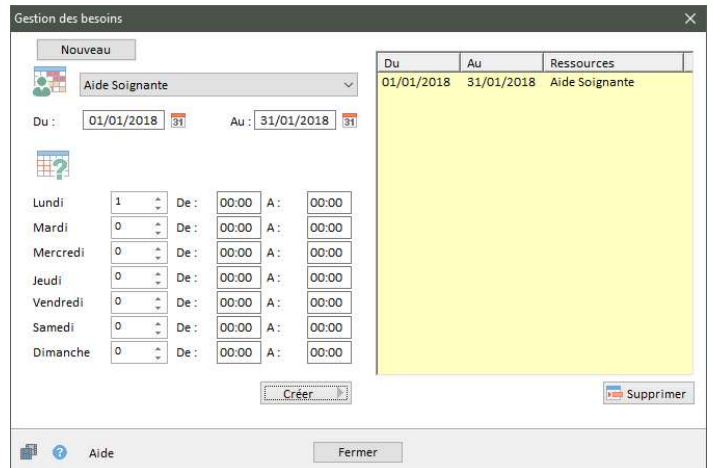 Gestion des besoins
Nouveau
Aide Soignante
Du : 01/01/2018 31 Au : 31/01/2018 31
?
Lundi 1 De : 00:00 A : 00:00
Mardi 0 De : 00:00 A : 00:00
Mercredi 0 De : 00:00 A : 00:00
Jeudi 0 De : 00:00 A : 00:00
Vendredi 0 De : 00:00 A : 00:00
Samedi 0 De : 00:00 A : 00:00
Dimanche 0 De : 00:00 A : 00:00
Créer
Du Au Ressources
01/01/2018 31/01/2018 Aide Soignante
Supprimer
? Aide Fermer